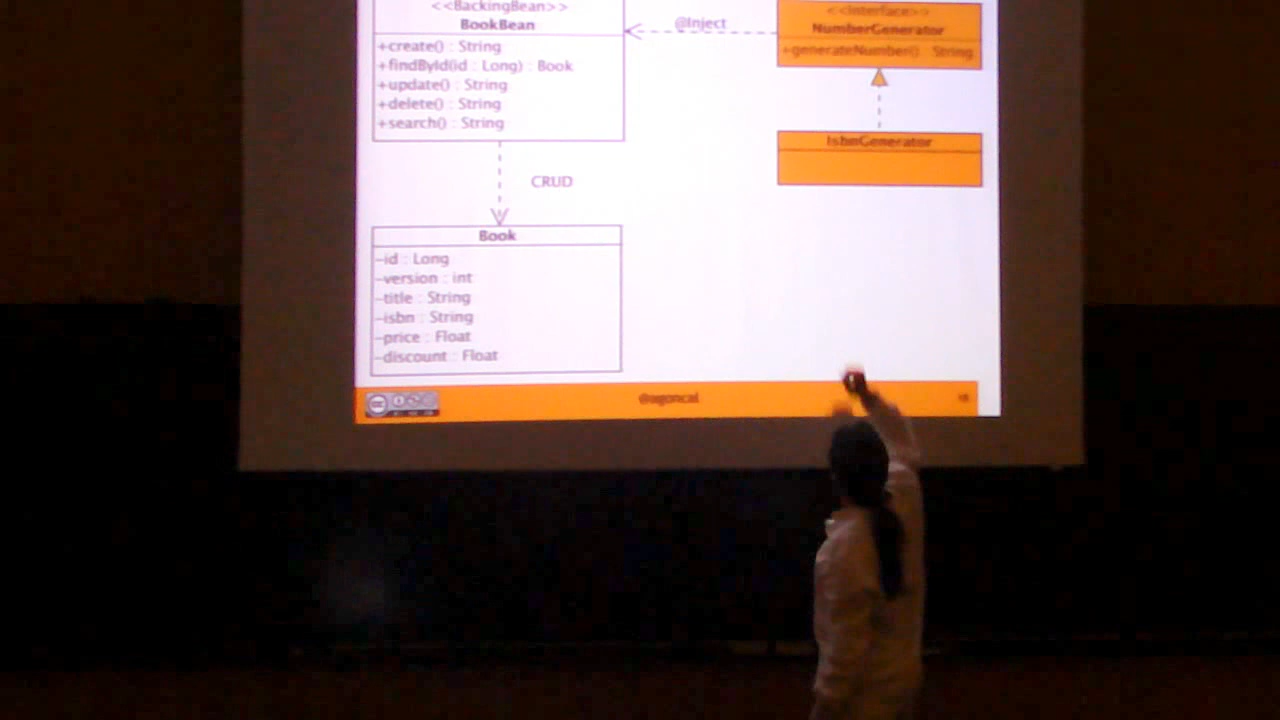 <<BackingBean>>
BookBean
+create() : String
+findById(id : Long) : Book
+update() : String
+delete() : String
+search() : String
@Inject
<<Interface>>
NumberGenerator
+generateNumber() : String
IsbnGenerator
CRUD
Book
-id : Long
-version : int
-title : String
-isbn : String
-price : Float
-discount : Float
@agoncal